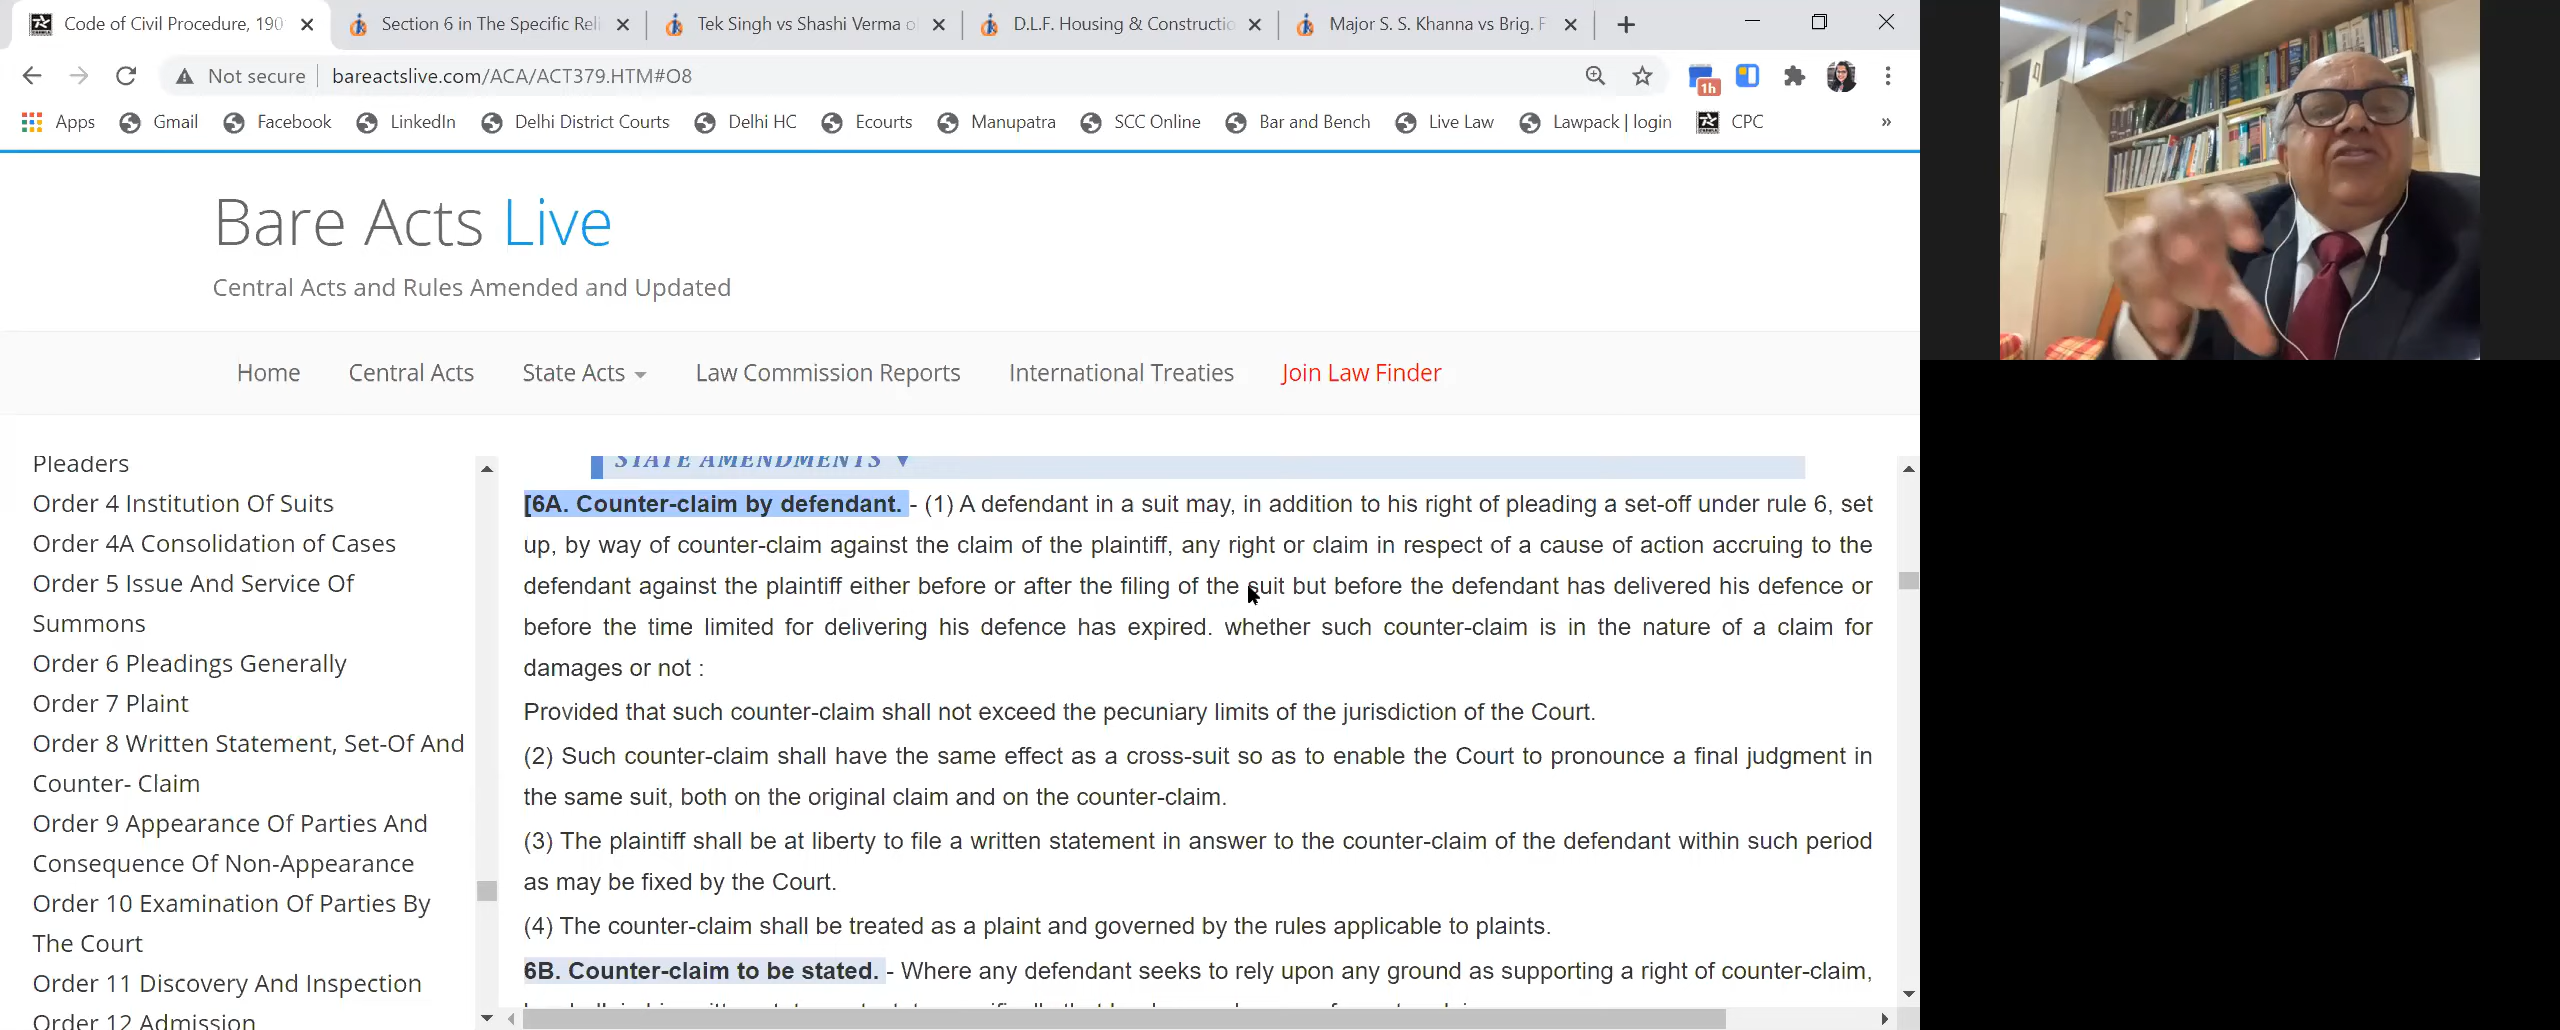 Code of Civil Procedure, 190
Section 6 in The Specific Reli
Tek Singh vs Shashi Verma o
D.L.F. Housing & Constructio
Major S. S. Khanna vs Brig. F
Not secure
bareactslive.com/ACA/ACT379.HTM#O8
1h
Apps
Gmail
Facebook
LinkedIn
Delhi District Courts
Delhi HC
Ecourts
Manupatra
SCC Online
Bar and Bench
Live Law
Lawpack | login
CPC
»
Bare Acts Live
Central Acts and Rules Amended and Updated
Home
Central Acts
State Acts
Law Commission Reports
International Treaties
Join Law Finder
Pleaders
Order 4 Institution Of Suits
Order 4A Consolidation of Cases
Order 5 Issue And Service Of
Summons
Order 6 Pleadings Generally
Order 7 Plaint
Order 8 Written Statement, Set-Of And
Counter- Claim
Order 9 Appearance Of Parties And
Consequence Of Non-Appearance
Order 10 Examination Of Parties By
The Court
Order 11 Discovery And Inspection
Order 12 Admission
STATE AMENDMENTS ▼
[6A. Counter-claim by defendant. - (1) A defendant in a suit may, in addition to his right of pleading a set-off under rule 6, set
up, by way of counter-claim against the claim of the plaintiff, any right or claim in respect of a cause of action accruing to the
defendant against the plaintiff either before or after the filing of the suit but before the defendant has delivered his defence or
before the time limited for delivering his defence has expired. whether such counter-claim is in the nature of a claim for
damages or not :
Provided that such counter-claim shall not exceed the pecuniary limits of the jurisdiction of the Court.
(2) Such counter-claim shall have the same effect as a cross-suit so as to enable the Court to pronounce a final judgment in
the same suit, both on the original claim and on the counter-claim.
(3) The plaintiff shall be at liberty to file a written statement in answer to the counter-claim of the defendant within such period
as may be fixed by the Court.
(4) The counter-claim shall be treated as a plaint and governed by the rules applicable to plaints.
6B. Counter-claim to be stated. - Where any defendant seeks to rely upon any ground as supporting a right of counter-claim,